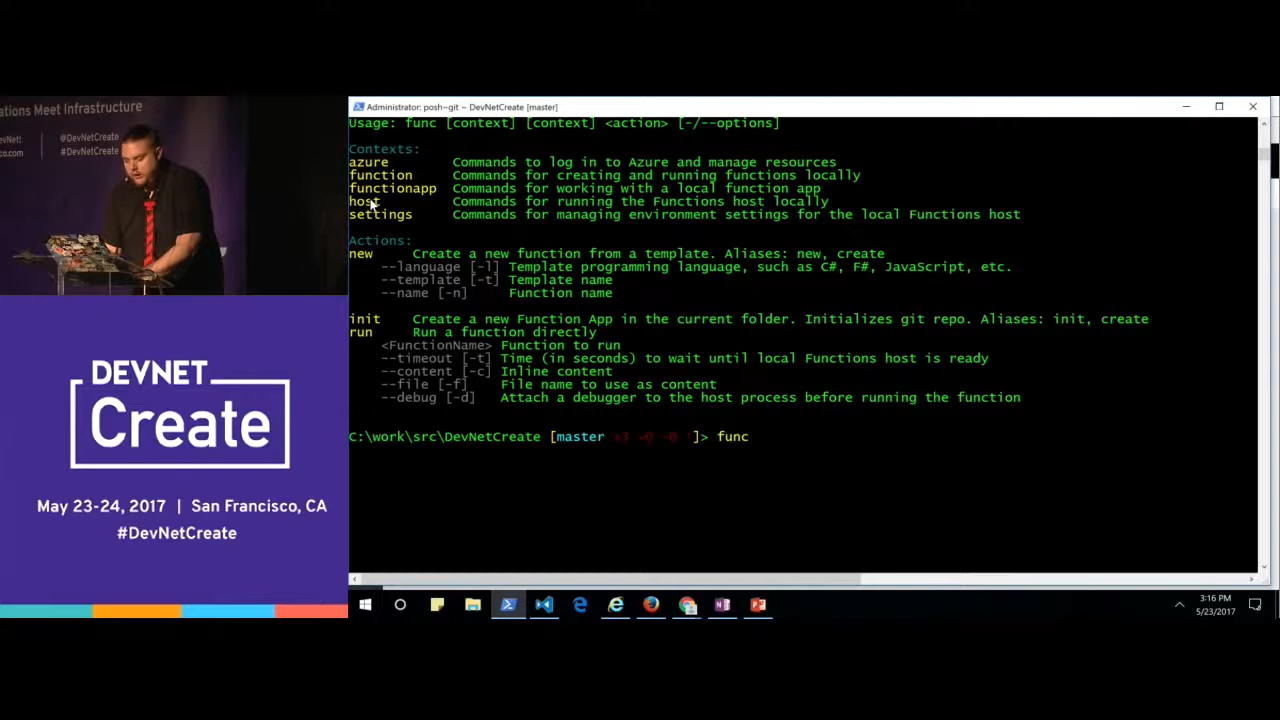 ations Meet Infrastructure
evNet!
@DevNetCreate
co.com
#DevNetCreate
DEVNET
Create
May 23-24, 2017 | San Francisco, CA
#DevNetCreate
Administrator: posh~git ~ DevNetCreate [master]
Usage: func [context] [context] <action> [-/--options]
Contexts:
azure Commands to log in to Azure and manage resources
function Commands for creating and running functions locally
functionapp Commands for working with a local function app
host Commands for running the Functions host locally
settings Commands for managing environment settings for the local Functions host
Actions:
new Create a new function from a template. Aliases: new, create
--language [-l] Template programming language, such as C#, F#, JavaScript, etc.
--template [-t] Template name
--name [-n] Function name
init Create a new Function App in the current folder. Initializes git repo. Aliases: init, create
run Run a function directly
<FunctionName> Function to run
--timeout [-t] Time (in seconds) to wait until local Functions host is ready
--content [-c] Inline content
--file [-f] File name to use as content
--debug [-d] Attach a debugger to the host process before running the function
C:\work\src\DevNetCreate [master +3 ~0 -0 !]> func
3:16 PM
5/23/2017